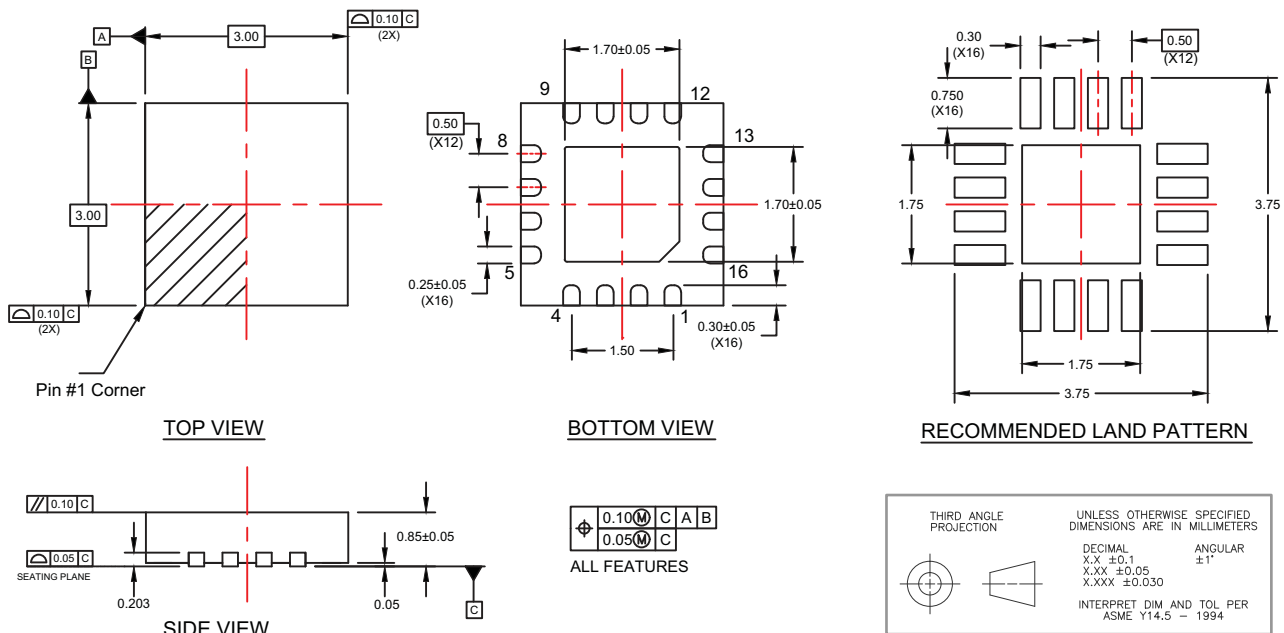 A
3.00
0.10 C
(2X)
B
3.00
0.10 C
(2X)
Pin #1 Corner
TOP VIEW
1.70±0.05
9
12
0.50
(X12)
8
13
1.70±0.05
5
16
0.25±0.05
(X16)
4
1
0.30±0.05
(X16)
1.50
BOTTOM VIEW
0.30
(X16)
0.50
(X12)
0.750
(X16)
1.75
3.75
1.75
3.75
RECOMMENDED LAND PATTERN
// 0.10 C
0.85±0.05
0.05 C
SEATING PLANE
0.203
0.05
C
SIDE VIEW
⌖ 0.10Ⓜ C A B
0.05Ⓜ C
ALL FEATURES
THIRD ANGLE
PROJECTION
UNLESS OTHERWISE SPECIFIED
DIMENSIONS ARE IN MILLIMETERS
DECIMAL ANGULAR
X.X ±0.1 ±1°
X.XX ±0.05
X.XXX ±0.030
INTERPRET DIM AND TOL PER
ASME Y14.5 – 1994